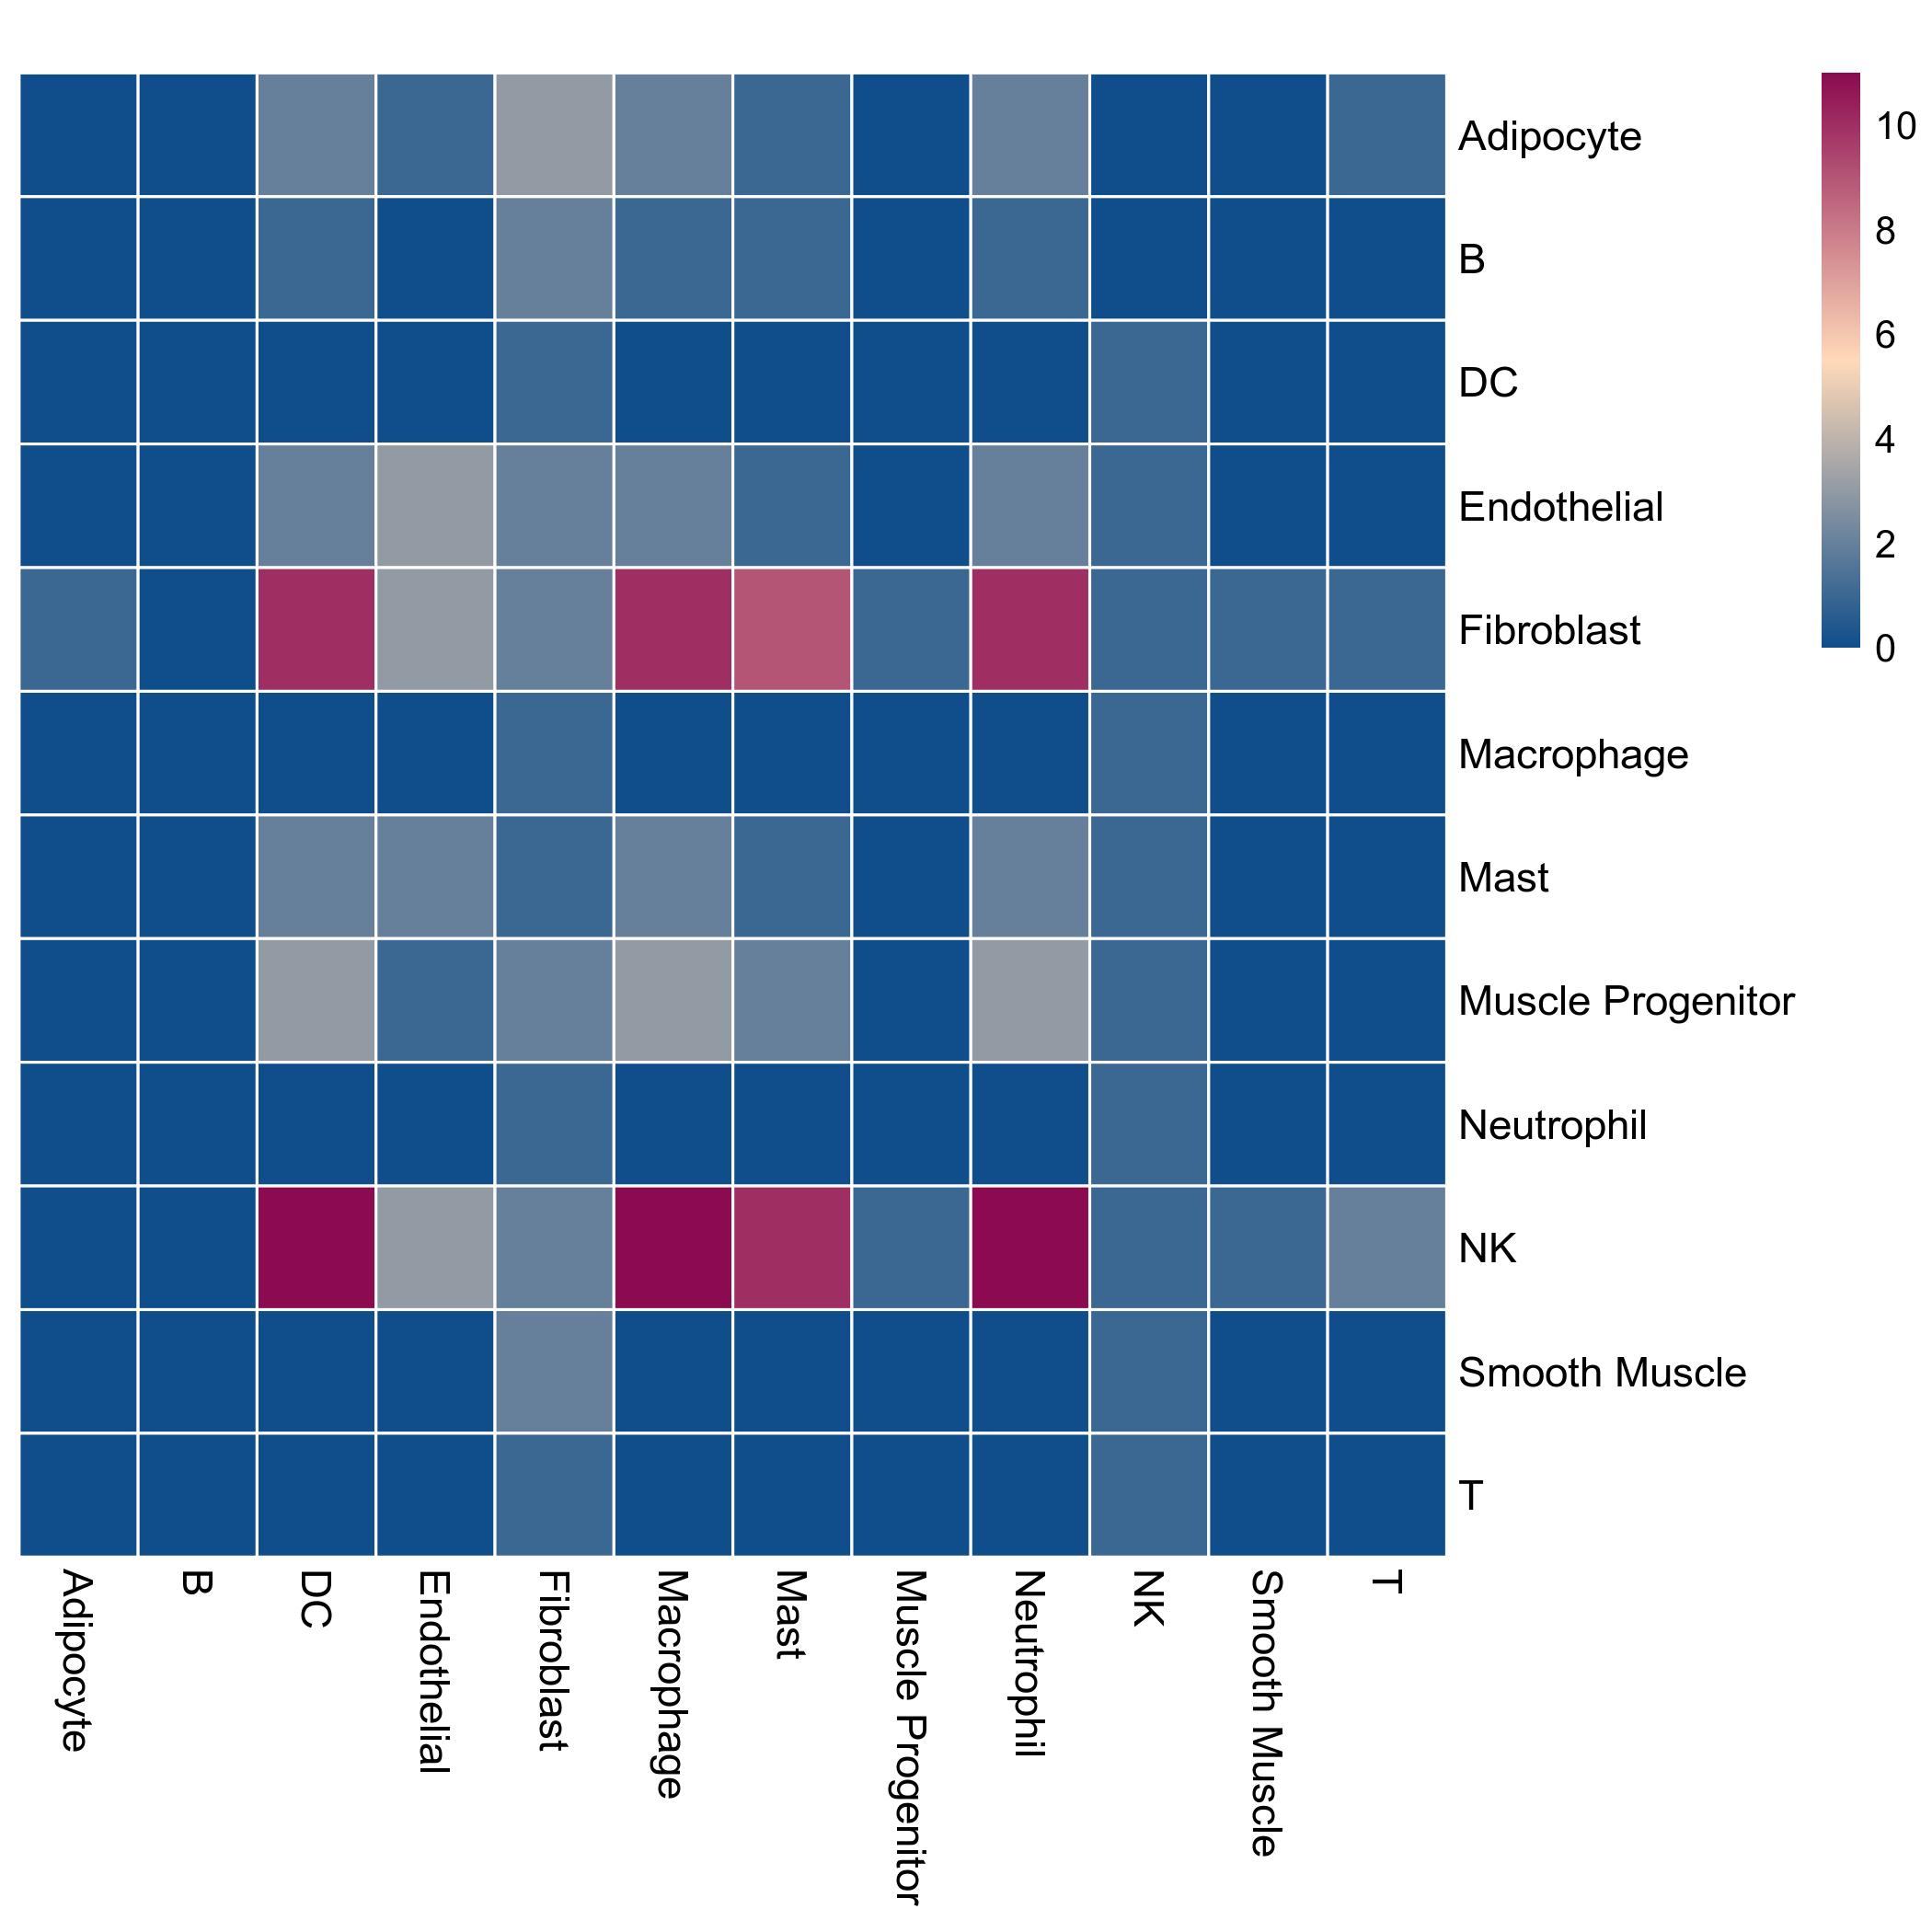 Adipocyte
B
DC
Endothelial
Fibroblast
Macrophage
Mast
Muscle Progenitor
Neutrophil
NK
Smooth Muscle
T
10
8
6
4
2
0
Adipocyte
B
DC
Endothelial
Fibroblast
Macrophage
Mast
Muscle Progenitor
Neutrophil
NK
Smooth Muscle
T